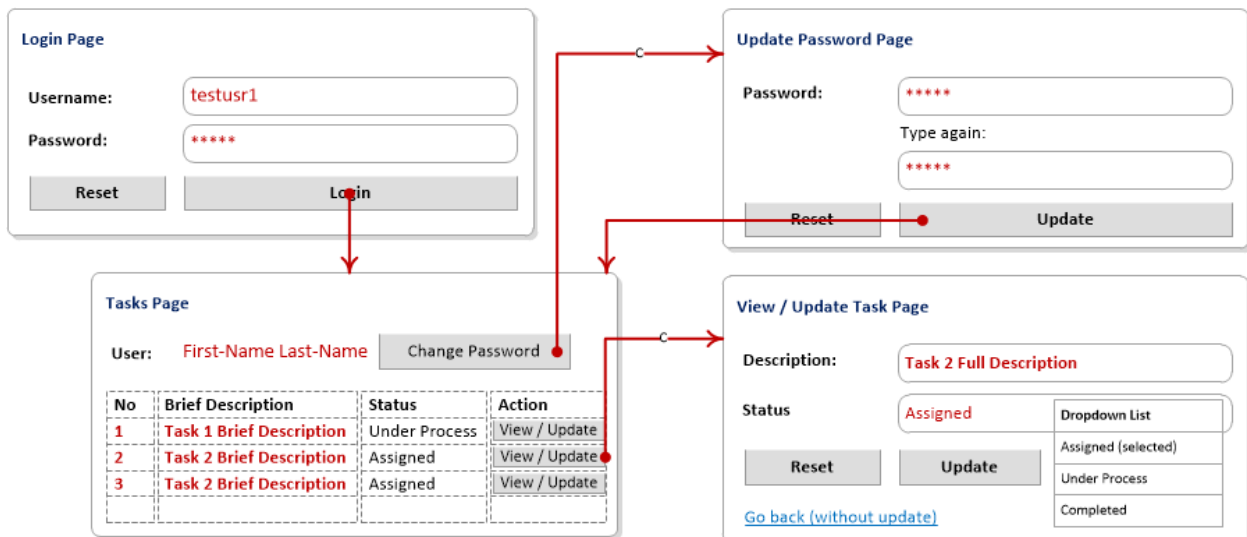 Login Page
Username:
testusr1
Password:
*****
Reset
Login
C
Update Password Page
Password:
*****
Type again:
*****
Reset
Update
Tasks Page
User:
First-Name Last-Name
Change Password
No Brief Description Status Action
1 Task 1 Brief Description Under Process View / Update
2 Task 2 Brief Description Assigned View / Update
3 Task 2 Brief Description Assigned View / Update
C
View / Update Task Page
Description:
Task 2 Full Description
Status
Assigned
Dropdown List
Assigned (selected)
Under Process
Completed
Reset
Update
Go back (without update)